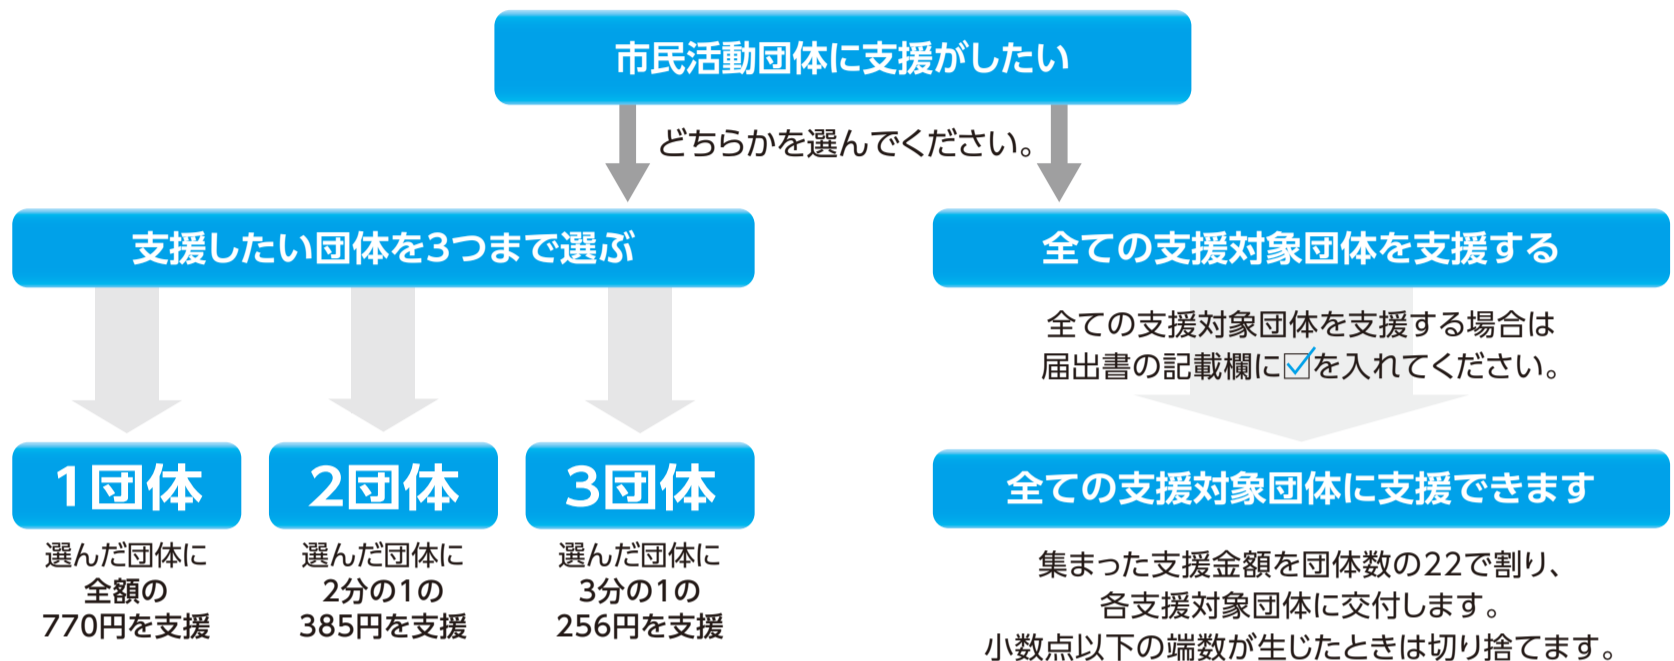 市民活動団体に支援がしたい
どちらかを選んでください。
支援したい団体を3つまで選ぶ
1団体
選んだ団体に
全額の
770円を支援
2団体
選んだ団体に
2分の1の
385円を支援
3団体
選んだ団体に
3分の1の
256円を支援
全ての支援対象団体を支援する
全ての支援対象団体を支援する場合は
届出書の記載欄に☑を入れてください。
全ての支援対象団体に支援できます
集まった支援金額を団体数の22で割り、
各支援対象団体に交付します。
小数点以下の端数が生じたときは切り捨てます。